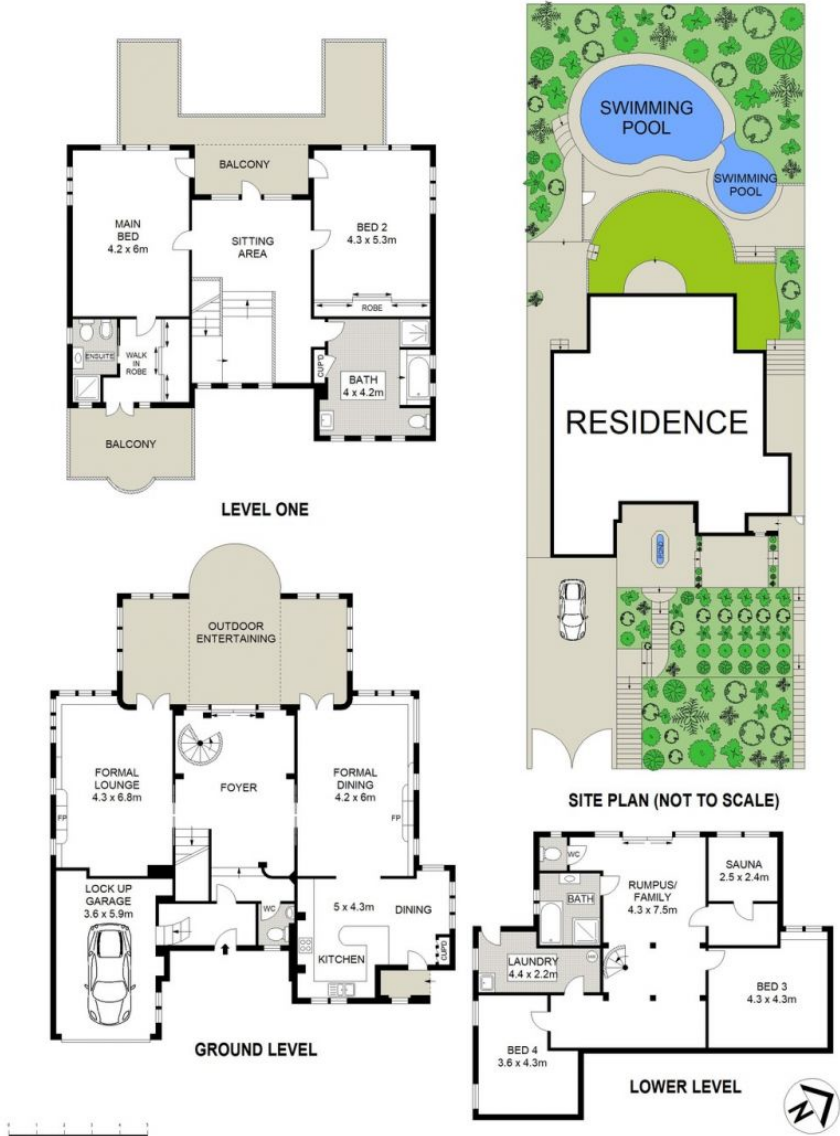 BALCONY
MAIN
BED
4.2 x 6m
SITTING
AREA
BED 2
4.3 x 5.3m
ROBE
ENSUITE
WALK
IN
ROBE
CUP'D
BATH
4 x 4.2m
BALCONY
LEVEL ONE
SWIMMING
POOL
SWIMMING
POOL
RESIDENCE
POND
SITE PLAN (NOT TO SCALE)
OUTDOOR
ENTERTAINING
FORMAL
LOUNGE
4.3 x 6.8m
FP
FOYER
FORMAL
DINING
4.2 x 6m
FP
LOCK UP
GARAGE
3.6 x 5.9m
WC
5 x 4.3m
DINING
CUP'D
KITCHEN
GROUND LEVEL
WC
SAUNA
2.5 x 2.4m
RUMPUS/
FAMILY
4.3 x 7.5m
BATH
LAUNDRY
4.4 x 2.2m
BED 3
4.3 x 4.3m
BED 4
3.6 x 4.3m
LOWER LEVEL
N